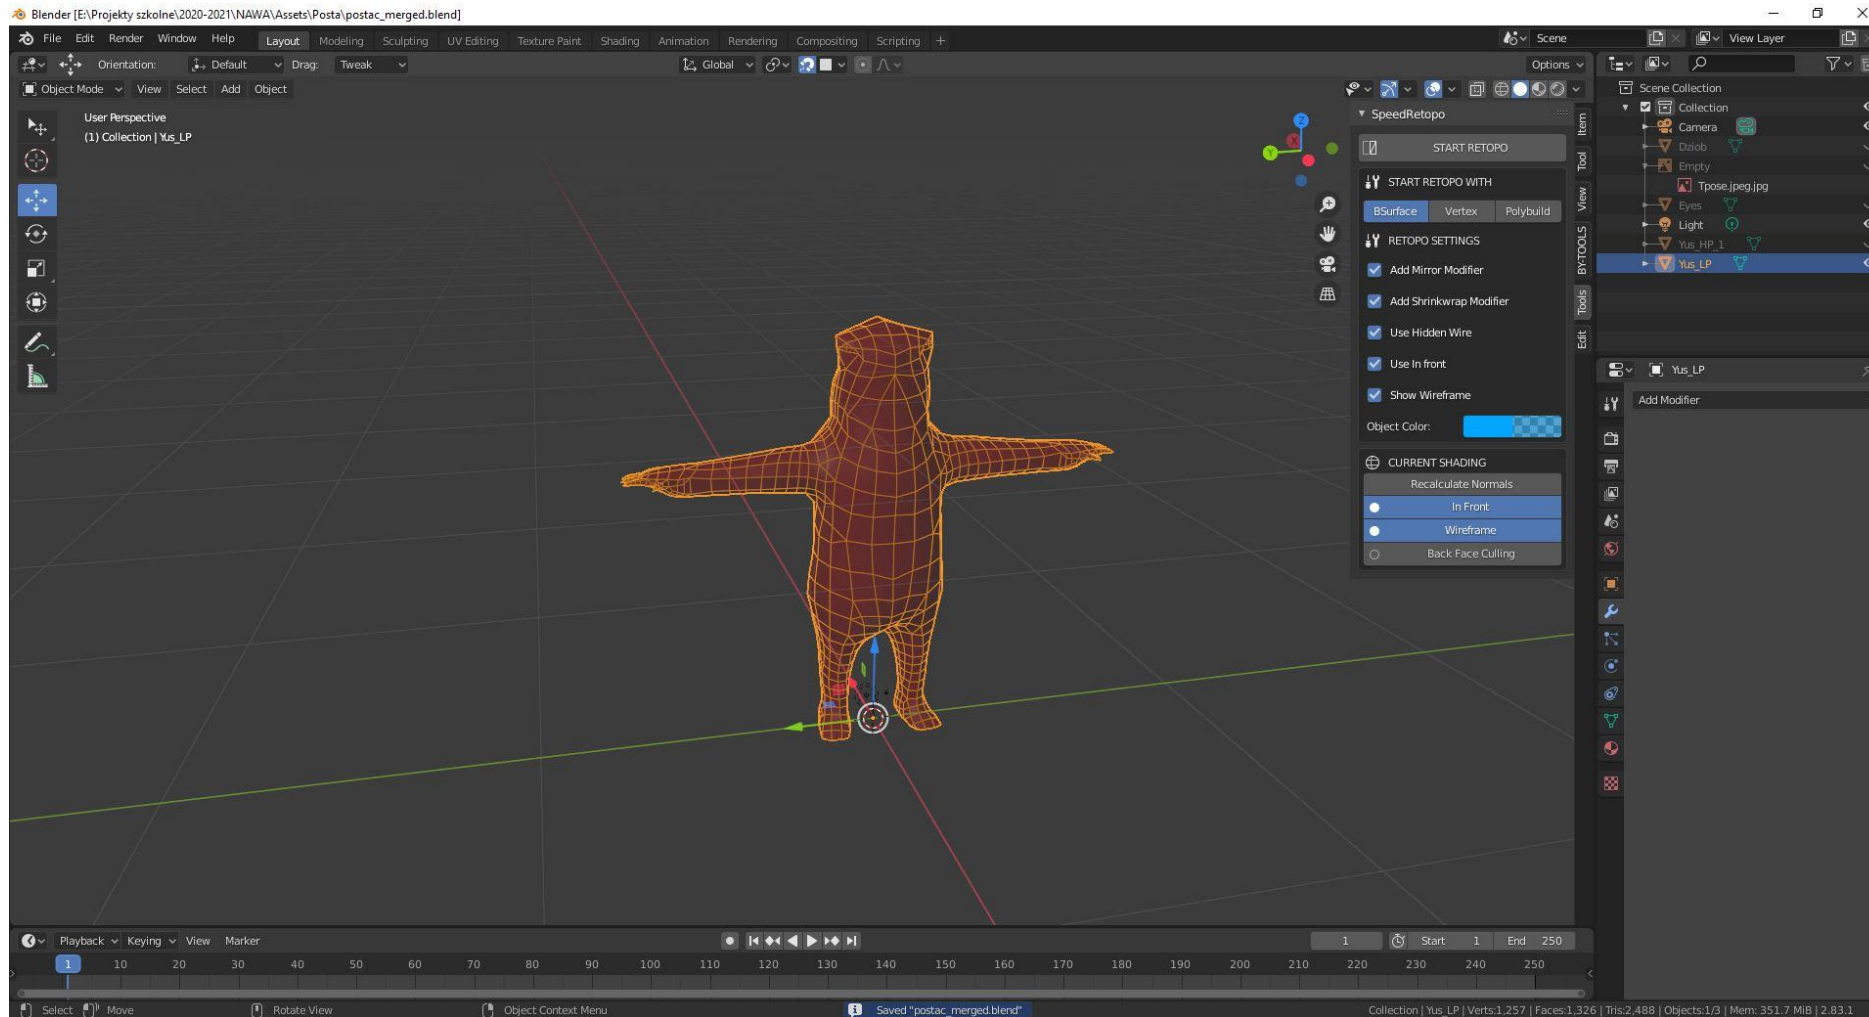 Blender [E:\Projekty szkolne\2020-2021\NAWA\Assets\Posta\postac_merged.blend]
File Edit Render Window Help Layout Modeling Sculpting UV Editing Texture Paint Shading Animation Rendering Compositing Scripting + Scene View Layer
Orientation: Default Drag: Tweak Global Options
Object Mode View Select Add Object
User Perspective
(1) Collection | Yus_LP
Z
X
Y
SpeedRetopo
START RETOPO
START RETOPO WITH
BSurface Vertex Polybuild
RETOPO SETTINGS
Add Mirror Modifier
Add Shrinkwrap Modifier
Use Hidden Wire
Use In front
Show Wireframe
Object Color:
CURRENT SHADING
Recalculate Normals
In Front
Wireframe
Back Face Culling
Item
Tool
View
BY-TOOLS
Tools
Edit
Scene Collection
Collection
Camera
Dziob
Empty
Tpose.jpeg.jpg
Eyes
Light
Yus_HP_1
Yus_LP
Yus_LP
Add Modifier
Playback Keying View Marker 1 Start 1 End 250
1 10 20 30 40 50 60 70 80 90 100 110 120 130 140 150 160 170 180 190 200 210 220 230 240 250
Select Move Rotate View Object Context Menu Saved "postac_merged.blend" Collection | Yus_LP | Verts:1,257 | Faces:1,326 | Tris:2,488 | Objects:1/3 | Mem: 351.7 MiB | 2.83.1